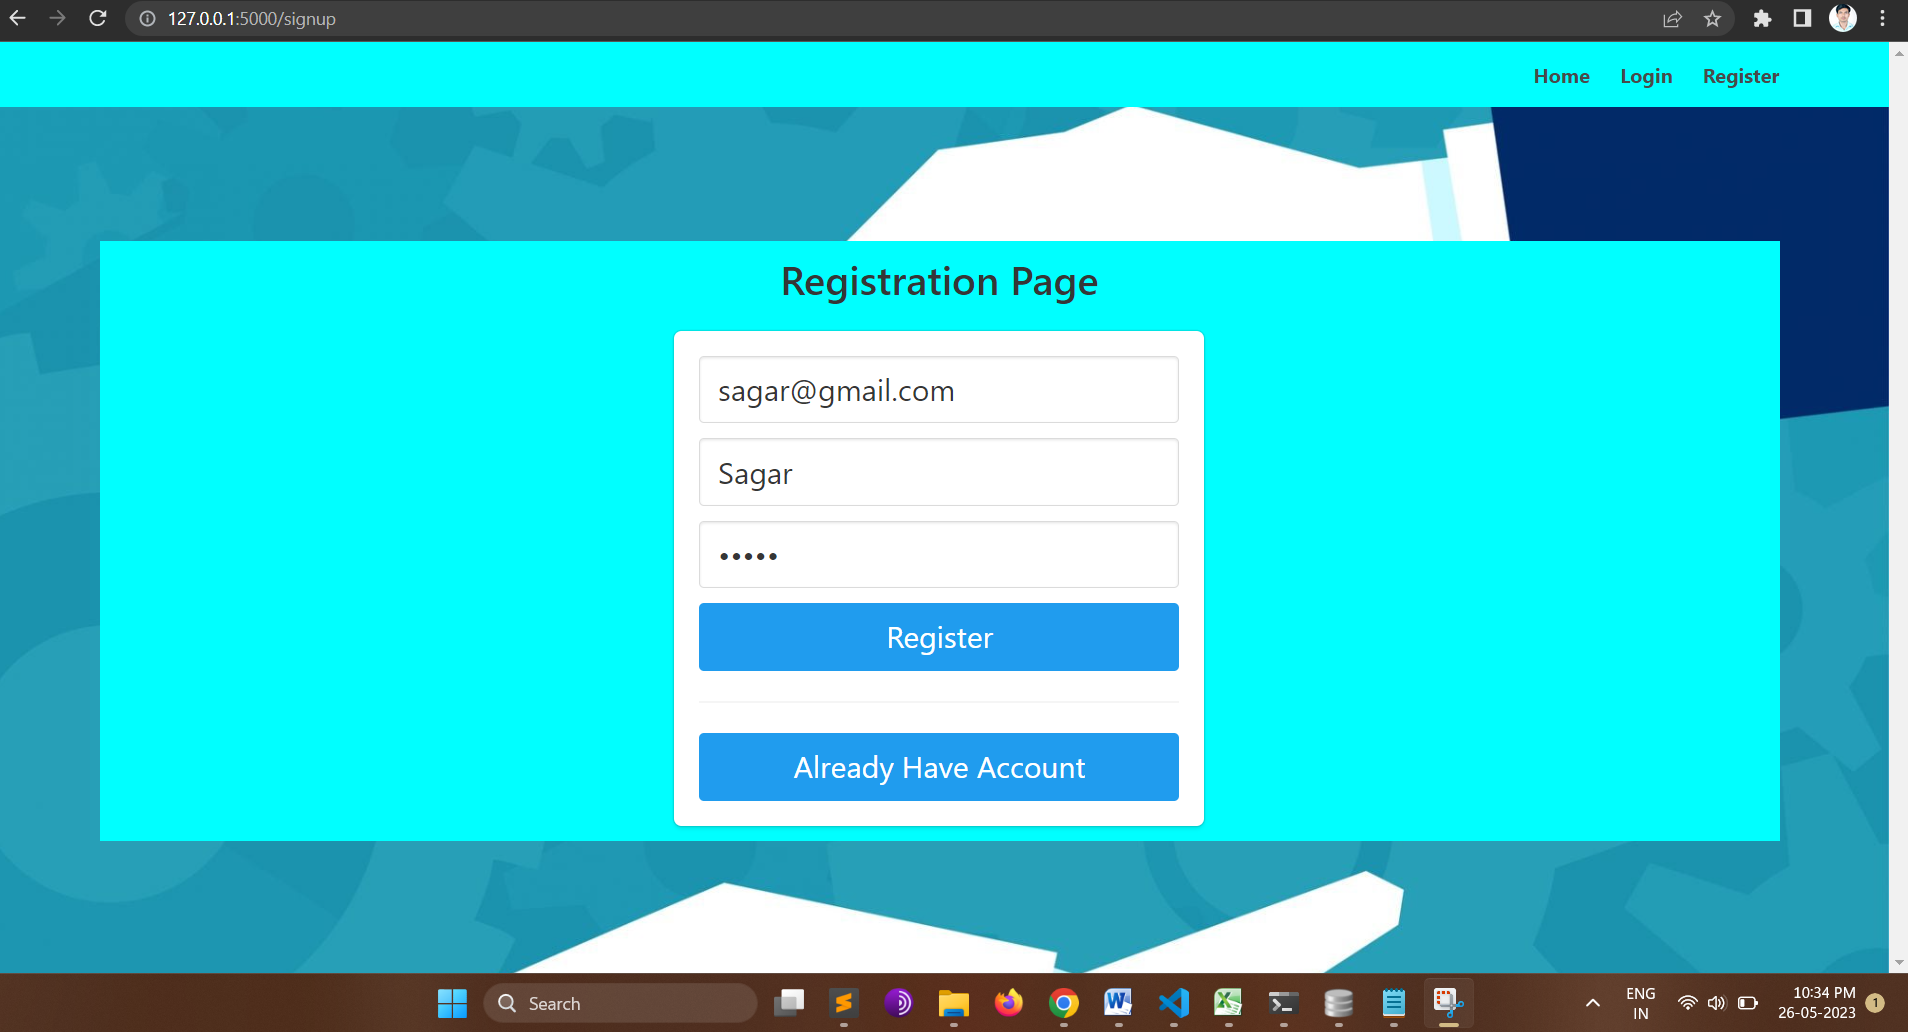 127.0.0.1:5000/signup
Home Login Register
Registration Page
sagar@gmail.com
Sagar
•••••
Register
Already Have Account
Search
ENG
IN
10:34 PM
26-05-2023
1